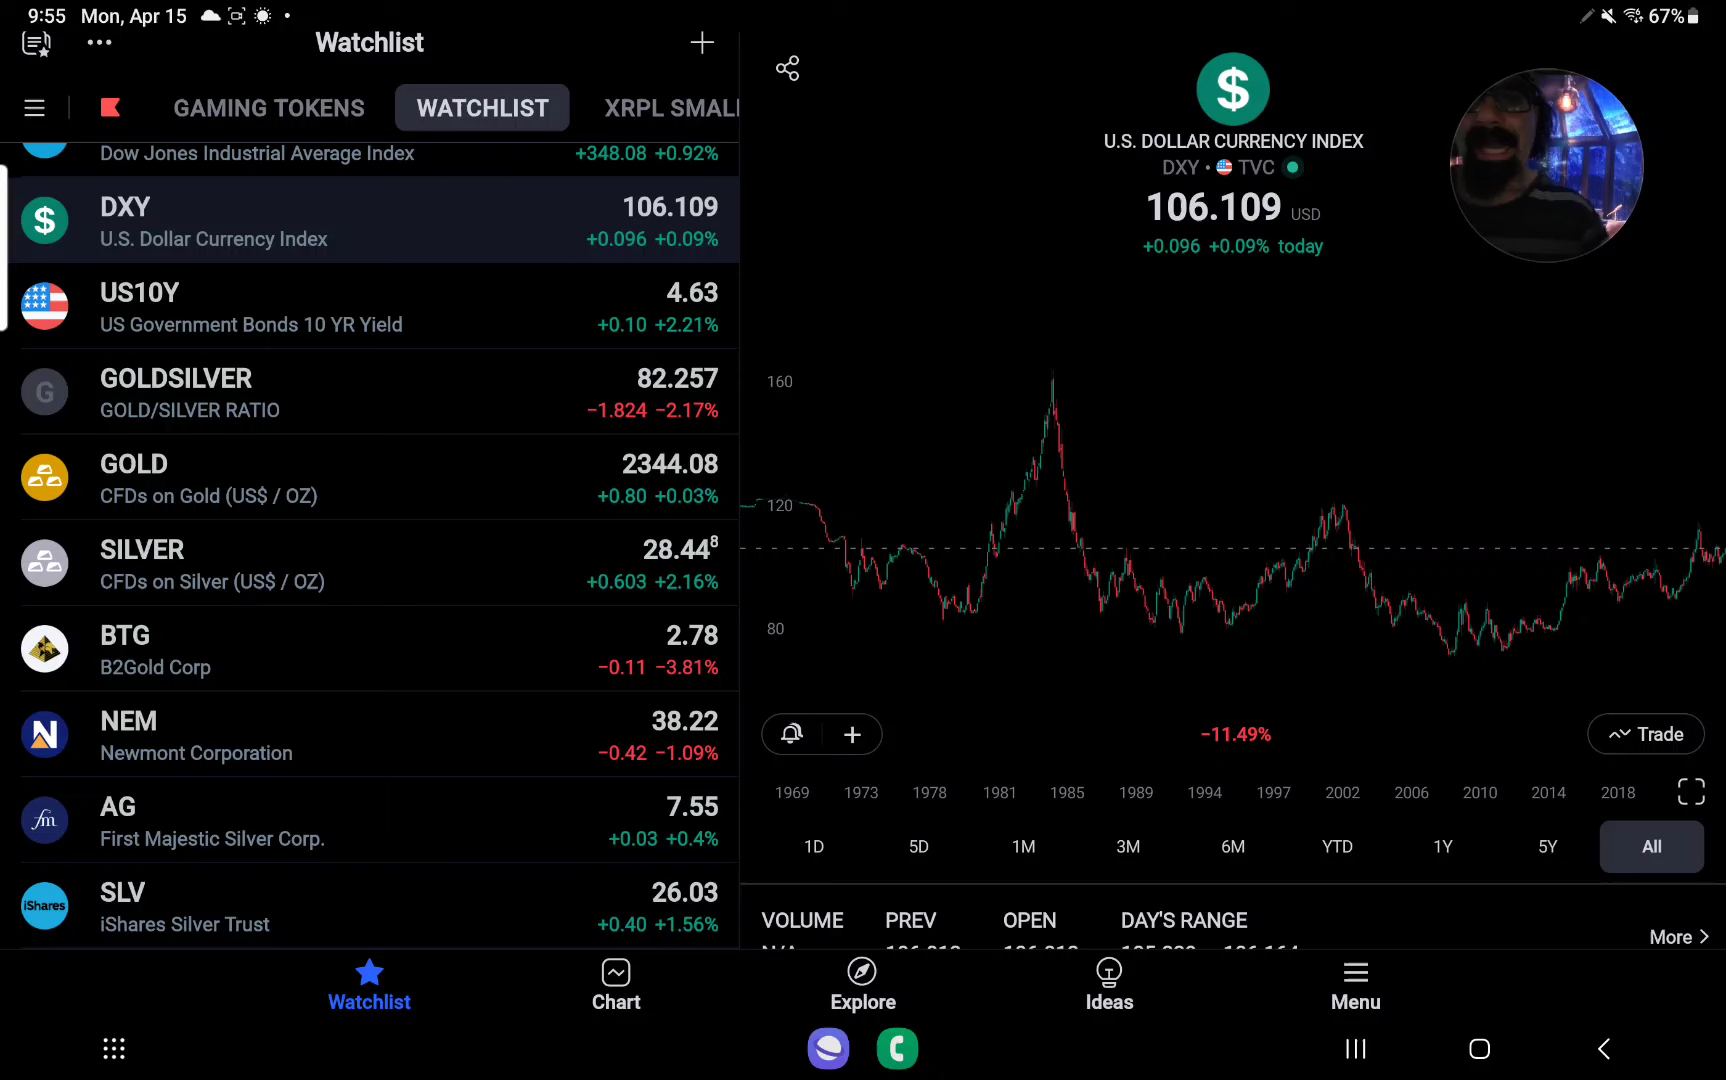 9:55 Mon, Apr 15
67%
Watchlist
GAMING TOKENS
WATCHLIST
XRPL SMAL
Dow Jones Industrial Average Index
+348.08 +0.92%
DXY
106.109
U.S. Dollar Currency Index
+0.096 +0.09%
US10Y
4.63
US Government Bonds 10 YR Yield
+0.10 +2.21%
G
GOLDSILVER
82.257
GOLD/SILVER RATIO
−1.824 −2.17%
GOLD
2344.08
CFDs on Gold (US$ / OZ)
+0.80 +0.03%
SILVER
28.44⁸
CFDs on Silver (US$ / OZ)
+0.603 +2.16%
BTG
2.78
B2Gold Corp
−0.11 −3.81%
N
NEM
38.22
Newmont Corporation
−0.42 −1.09%
fm
AG
7.55
First Majestic Silver Corp.
+0.03 +0.4%
iShares
SLV
26.03
iShares Silver Trust
+0.40 +1.56%
$
U.S. DOLLAR CURRENCY INDEX
DXY • TVC
106.109 USD
+0.096 +0.09% today
160
120
80
−11.49%
Trade
1969 1973 1978 1981 1985 1989 1994 1997 2002 2006 2010 2014 2018
1D 5D 1M 3M 6M YTD 1Y 5Y All
VOLUME PREV OPEN DAY'S RANGE
More
Watchlist
Chart
Explore
Ideas
Menu